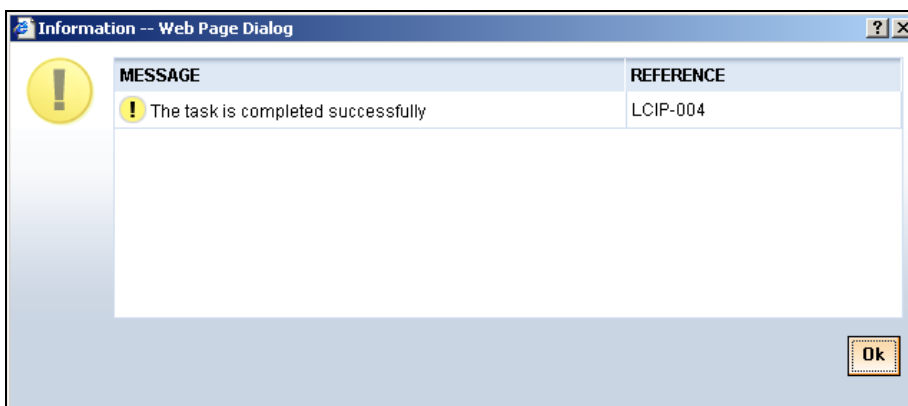 Information -- Web Page Dialog
MESSAGE REFERENCE
! The task is completed successfully LCIP-004
Ok